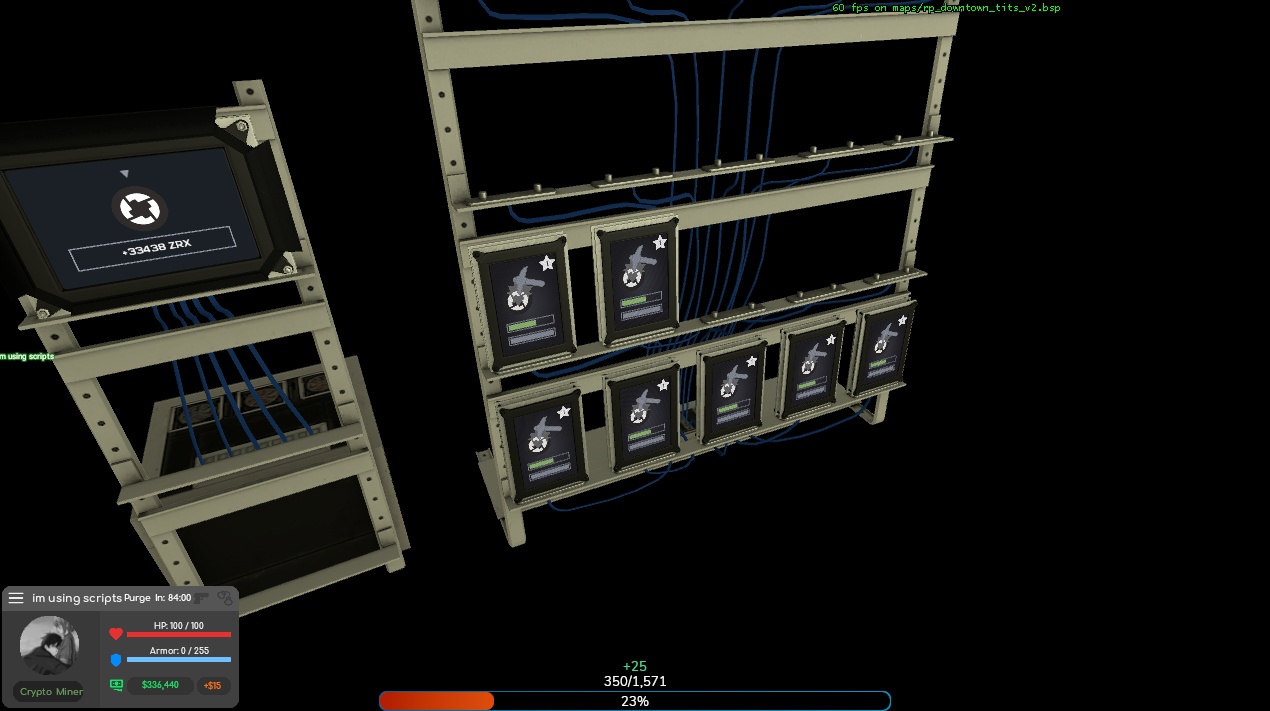 60 fps on maps/rp_downtown_tits_v2.bsp
+33438 ZRX
m using scripts
im using scripts Purge In: 84:00
HP: 100 / 100
Armor: 0 / 255
$336,440 +$15
Crypto Miner
+25
350/1,571
23%